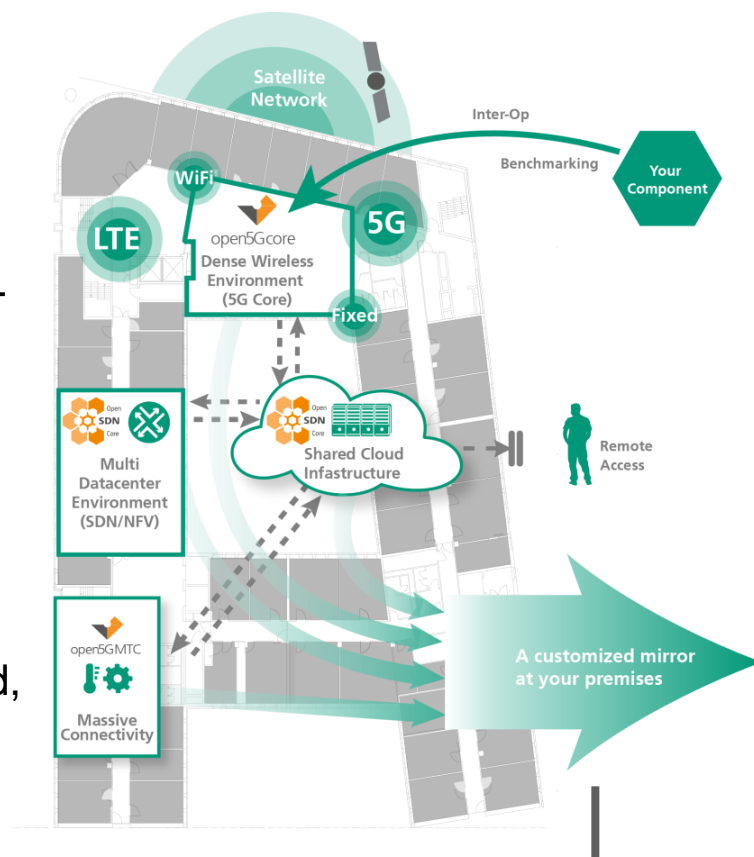 Satellite
Network
Inter-Op
Benchmarking
Your
Component
WiFi
LTE
5G
open5Gcore
Dense Wireless
Environment
(5G Core)
Fixed
Open
SDN
Core
Multi
Datacenter
Environment
(SDN/NFV)
Open
SDN
Core
Shared Cloud
Infastructure
Remote
Access
open5GMTC
Massive
Connectivity
d,
A customized mirror
at your premises